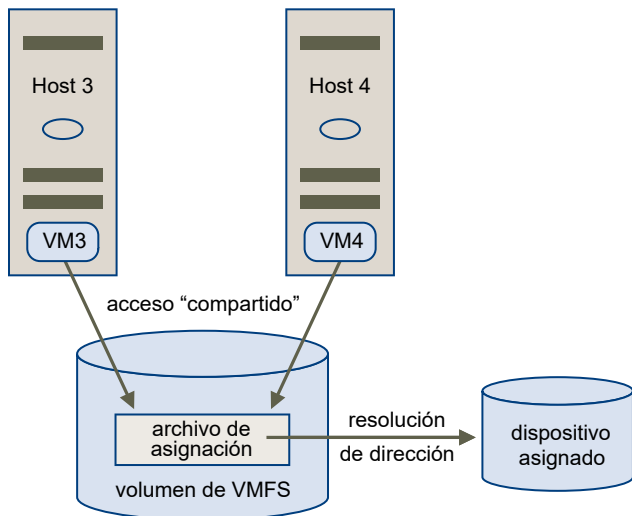 Host 3
Host 4
VM3
VM4
acceso “compartido”
archivo de
asignación
volumen de VMFS
resolución
de dirección
dispositivo
asignado